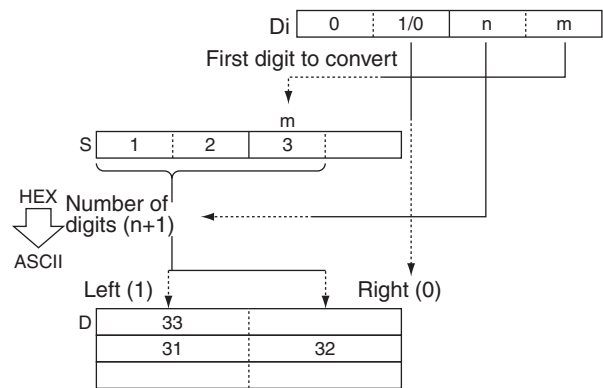 Di 0 1/0 n m
First digit to convert
m
S 1 2 3
HEX
Number of
digits (n+1)
ASCII
Left (1) Right (0)
D 33
31 32